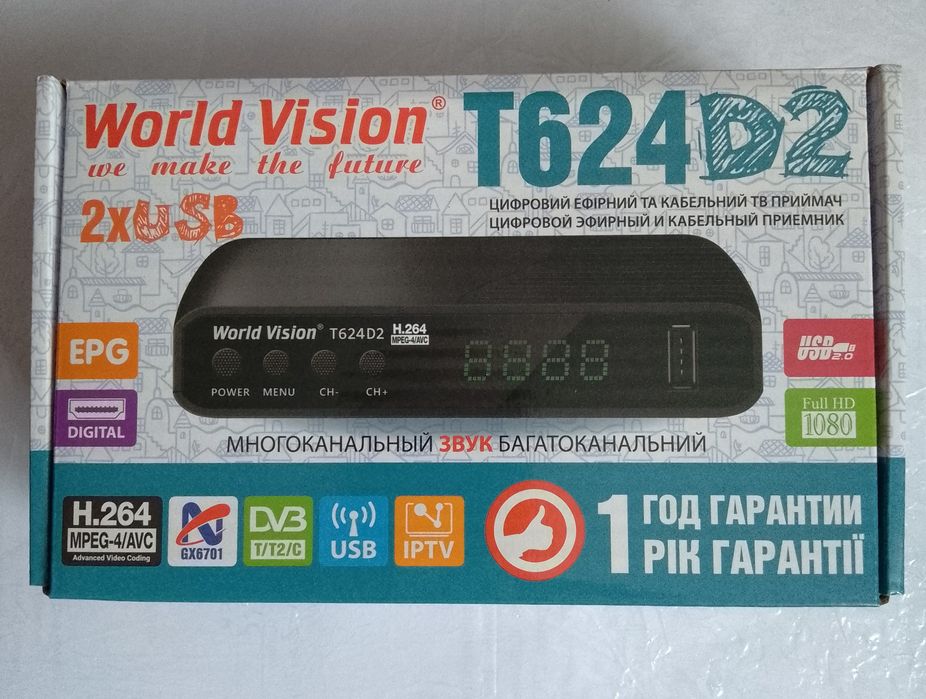 World Vision®
we make the future
T624D2
2xUSB
ЦИФРОВИЙ ЕФІРНИЙ ТА КАБЕЛЬНИЙ ТВ ПРИЙМАЧ
ЦИФРОВОЙ ЭФИРНЫЙ И КАБЕЛЬНЫЙ ПРИЕМНИК
World Vision® T624D2 H.264
MPEG-4/AVC
8888
POWER MENU CH- CH+
EPG
DIGITAL
USB 2.0
Full HD
1080
МНОГОКАНАЛЬНЫЙ ЗВУК БАГАТОКАНАЛЬНИЙ
H.264
MPEG-4/AVC
Advanced Video Coding
N
GX6701
DVB
T/T2/C
USB
IPTV
1 ГОД ГАРАНТИИ
РІК ГАРАНТІЇ